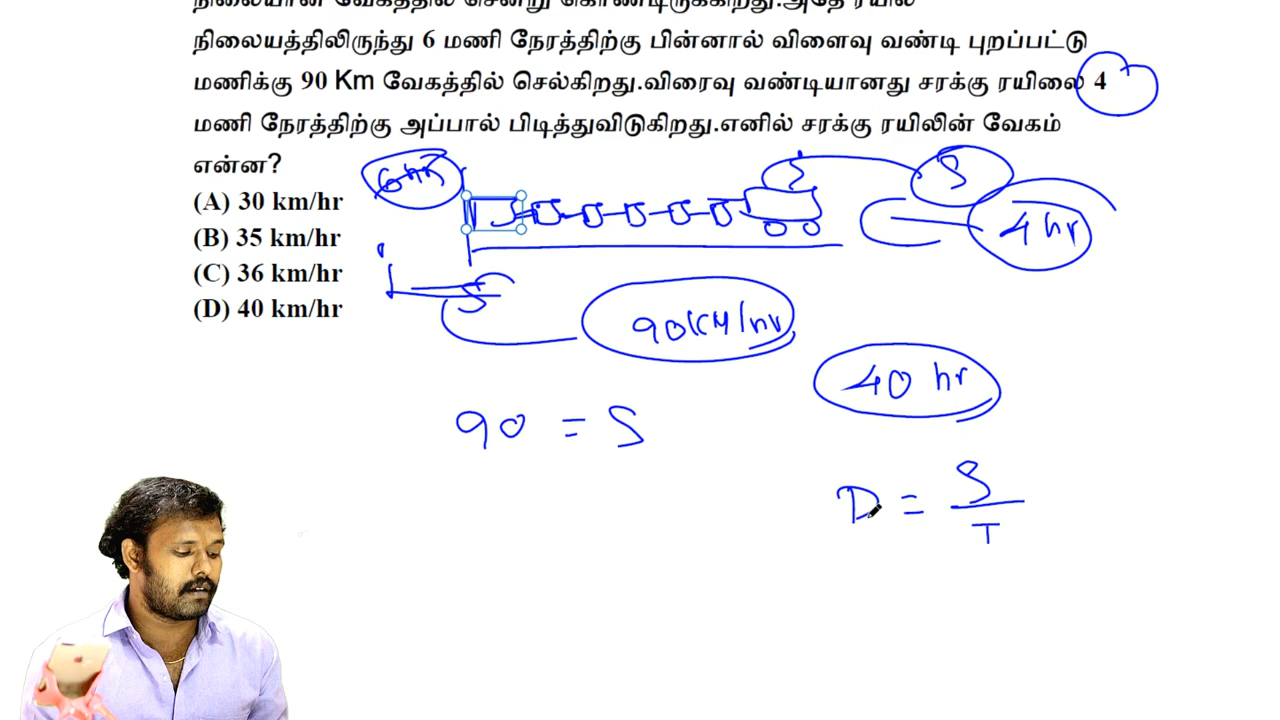 நிலையான வேகத்தில் சென்று கொண்டிருக்கிறது.அதே ரயில்
நிலையத்திலிருந்து 6 மணி நேரத்திற்கு பின்னால் விளைவு வண்டி புறப்பட்டு
மணிக்கு 90 Km வேகத்தில் செல்கிறது.விரைவு வண்டியானது சரக்கு ரயிலை 4
மணி நேரத்திற்கு அப்பால் பிடித்துவிடுகிறது.எனில் சரக்கு ரயிலின் வேகம்
என்ன?
(A) 30 km/hr
(B) 35 km/hr
(C) 36 km/hr
(D) 40 km/hr
6hr
S
4 hr
S
90KM/hr
40 hr
90 = S
D = S
T